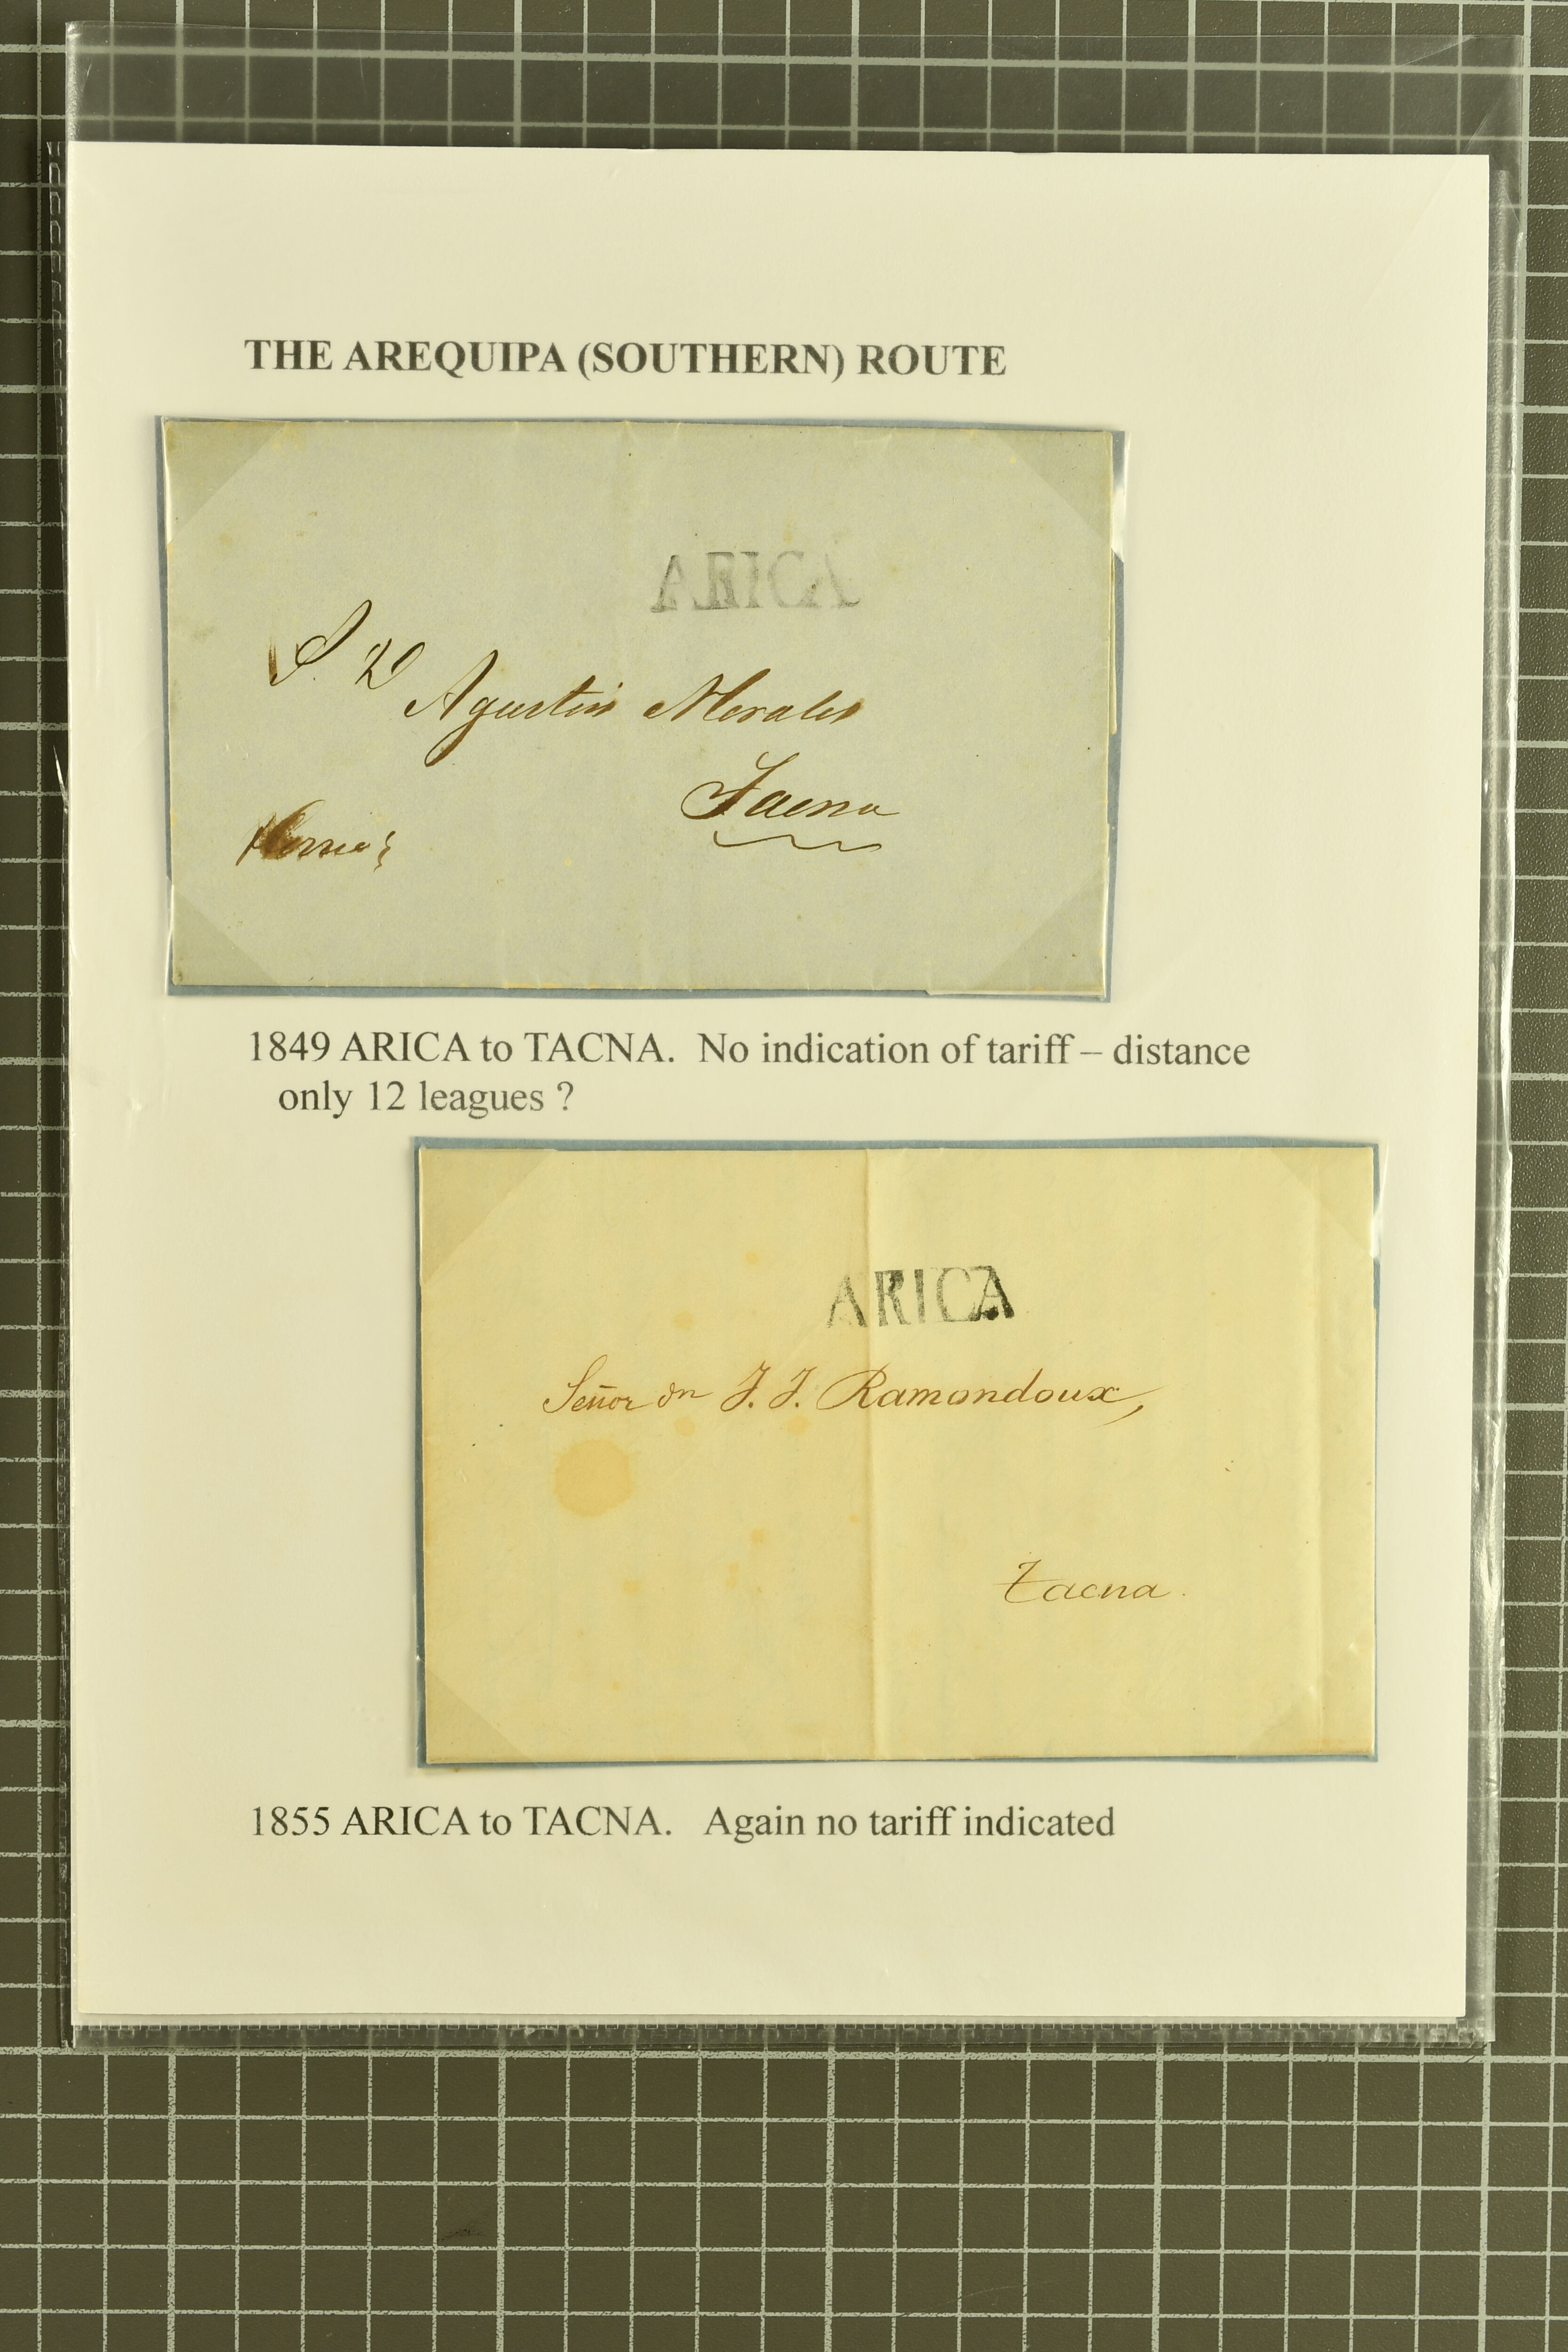 THE AREQUIPA (SOUTHERN) ROUTE
ARICA
S. D
Agustin Morales
Tacna
1849 ARICA to TACNA. No indication of tariff – distance
only 12 leagues ?
ARICA
Señor dn J. J. Ramondoux,
Tacna.
1855 ARICA to TACNA. Again no tariff indicated